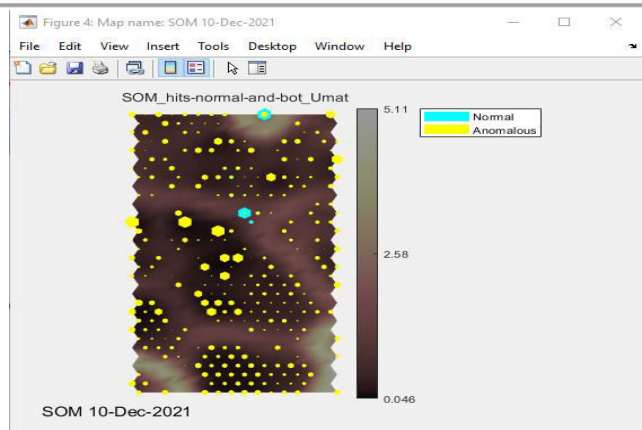 Figure 4: Map name: SOM 10-Dec-2021
File Edit View Insert Tools Desktop Window Help
SOM_hits-normal-and-bot_Umat
5.11
Normal
Anomalous
2.58
0.046
SOM 10-Dec-2021